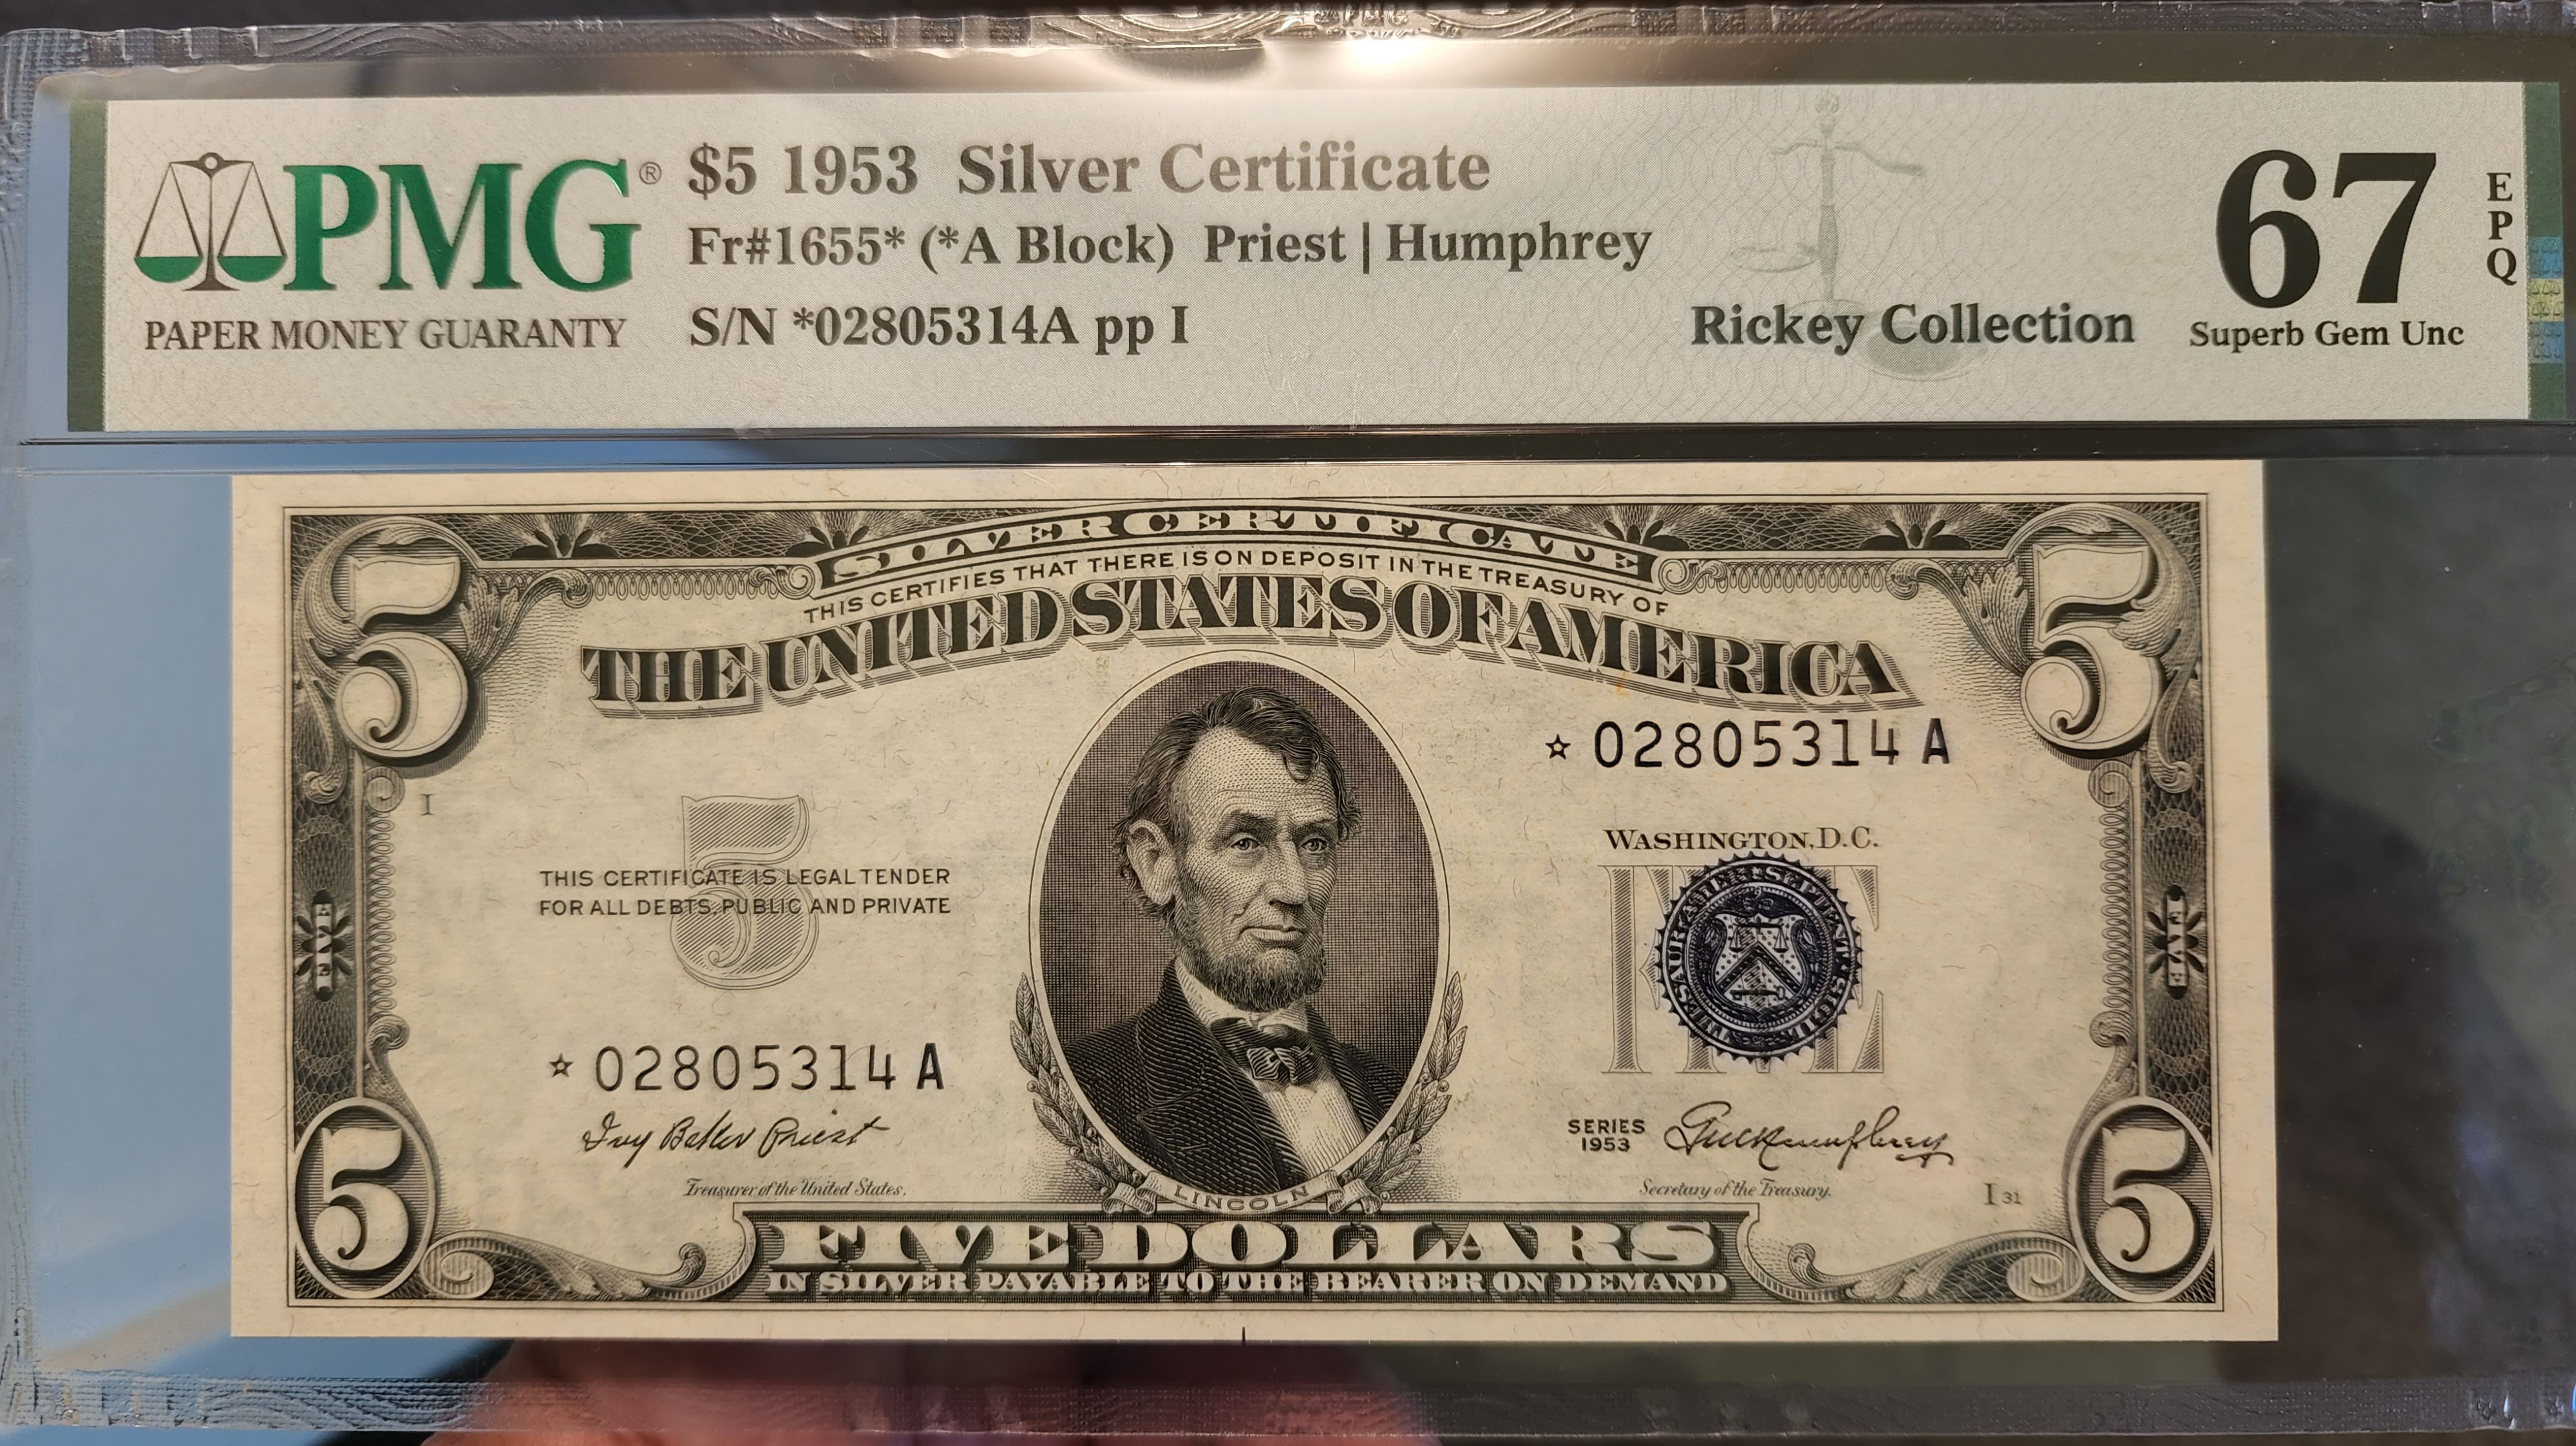 PMG®
PAPER MONEY GUARANTY
$5 1953 Silver Certificate
Fr#1655* (*A Block) Priest | Humphrey
S/N *02805314A pp I
Rickey Collection
67
EPQ
Superb Gem Unc
5
5
SILVER CERTIFICATE
THIS CERTIFIES THAT THERE IS ON DEPOSIT IN THE TREASURY OF
THE UNITED STATES OF AMERICA
☆ 02805314 A
I
5
WASHINGTON, D.C.
THIS CERTIFICATE IS LEGAL TENDER
FOR ALL DEBTS, PUBLIC AND PRIVATE
FIVE
FIVE
FIVE
☆ 02805314 A
Ivy Baker Priest
Treasurer of the United States.
SERIES
1953
G M Humphrey
Secretary of the Treasury.
I 31
LINCOLN
5
5
FIVE DOLLARS
IN SILVER PAYABLE TO THE BEARER ON DEMAND